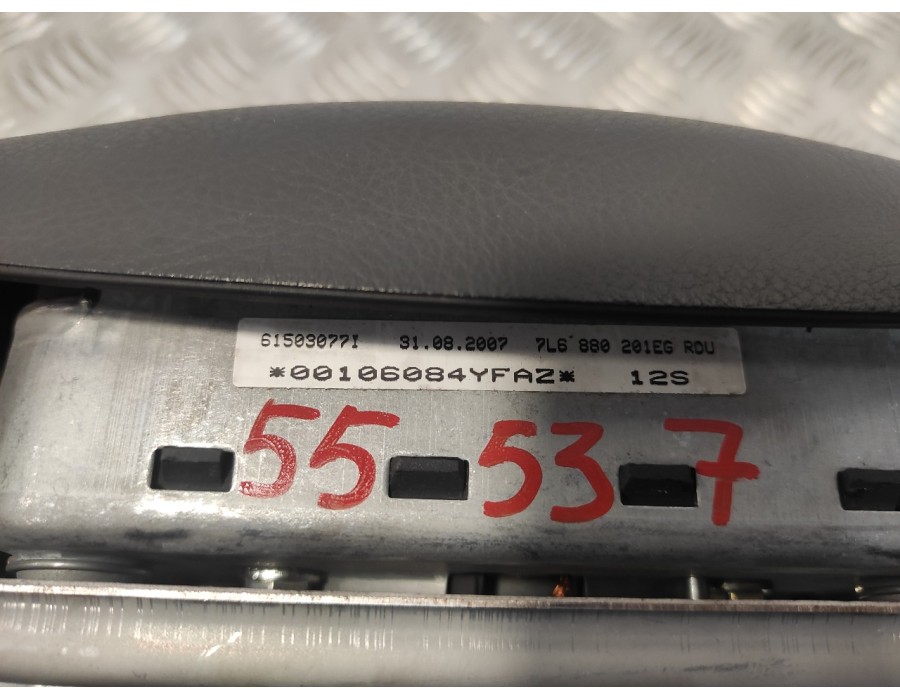 61503077I 31.08.2007 7L6 880 201EG RDU
*00106084YFAZ* 12S
55 53 7